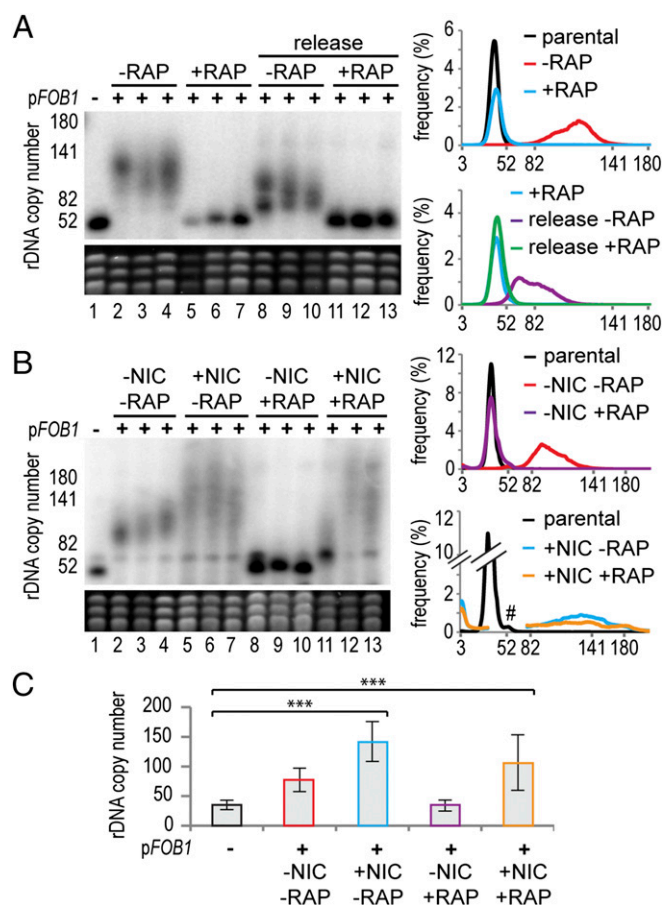 A
release
-RAP +RAP -RAP +RAP
pFOB1 - + + + + + + + + + + + +
rDNA copy number
180
141
82
52
1 2 3 4 5 6 7 8 9 10 11 12 13
frequency (%)
6
4
2
0
parental
-RAP
+RAP
3 52 82 141 180
frequency (%)
4
2
0
+RAP
release -RAP
release +RAP
3 52 82 141 180
B
-NIC +NIC -NIC +NIC
-RAP -RAP +RAP +RAP
pFOB1 - + + + + + + + + + + + +
rDNA copy number
180
141
82
52
1 2 3 4 5 6 7 8 9 10 11 12 13
frequency (%)
12
10
8
6
4
2
0
parental
-NIC -RAP
-NIC +RAP
3 52 82 141 180
frequency (%)
12
10
2
1
0
parental
+NIC -RAP
+NIC +RAP
#
3 52 82 141 180
C
rDNA copy number
200
150
100
50
0
***
***
pFOB1 - + + + +
-NIC +NIC -NIC +NIC
-RAP -RAP +RAP +RAP